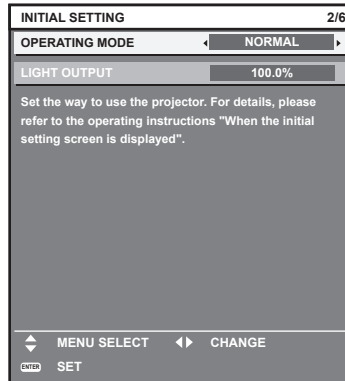 INITIAL SETTING 2/6
OPERATING MODE NORMAL
LIGHT OUTPUT 100.0%
Set the way to use the projector. For details, please
refer to the operating instructions "When the initial
setting screen is displayed".
MENU SELECT CHANGE
ENTER SET